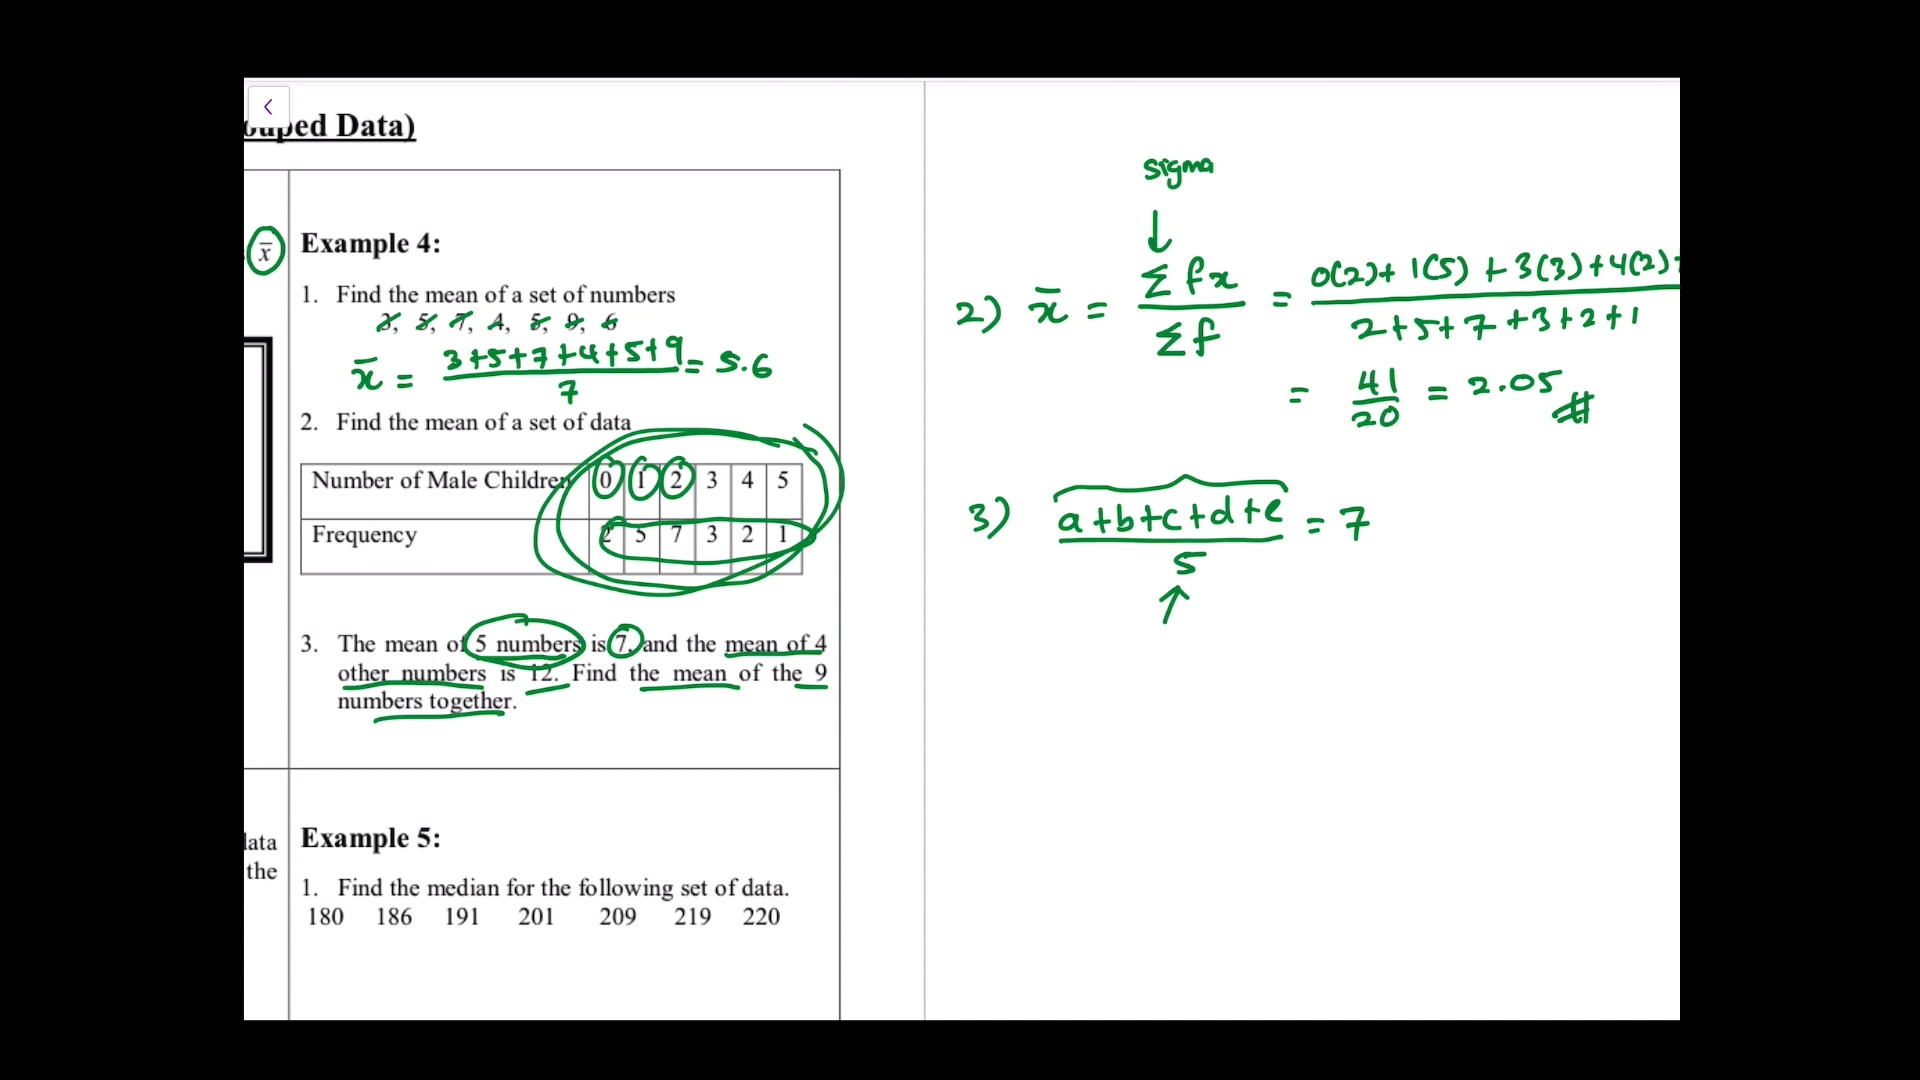 ouped Data)
x̄
Example 4:
1. Find the mean of a set of numbers
3, 5, 7, 4, 5, 9, 6
x̄ = 3+5+7+4+5+9 / 7 = 5.6
2. Find the mean of a set of data
Number of Male Children 0 1 2 3 4 5
Frequency 2 5 7 3 2 1
3. The mean of 5 numbers is 7, and the mean of 4
other numbers is 12. Find the mean of the 9
numbers together.
lata
the
Example 5:
1. Find the median for the following set of data.
180 186 191 201 209 219 220
sigma
2) x̄ = Σfx / Σf = 0(2)+ 1(5) + 3(3)+4(2)+ / 2+5+7+3+2+1
= 41/20 = 2.05 #
3) a+b+c+d+e / 5 = 7